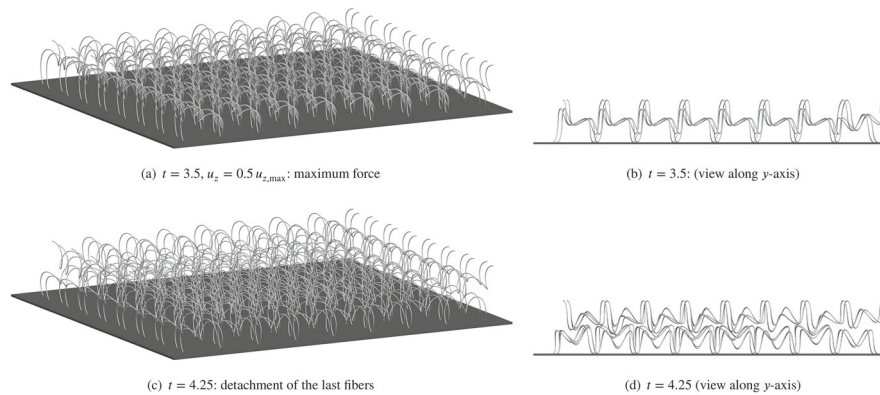 (a) t = 3.5, u_z = 0.5 u_z,max: maximum force
(b) t = 3.5: (view along y-axis)
(c) t = 4.25: detachment of the last fibers
(d) t = 4.25 (view along y-axis)